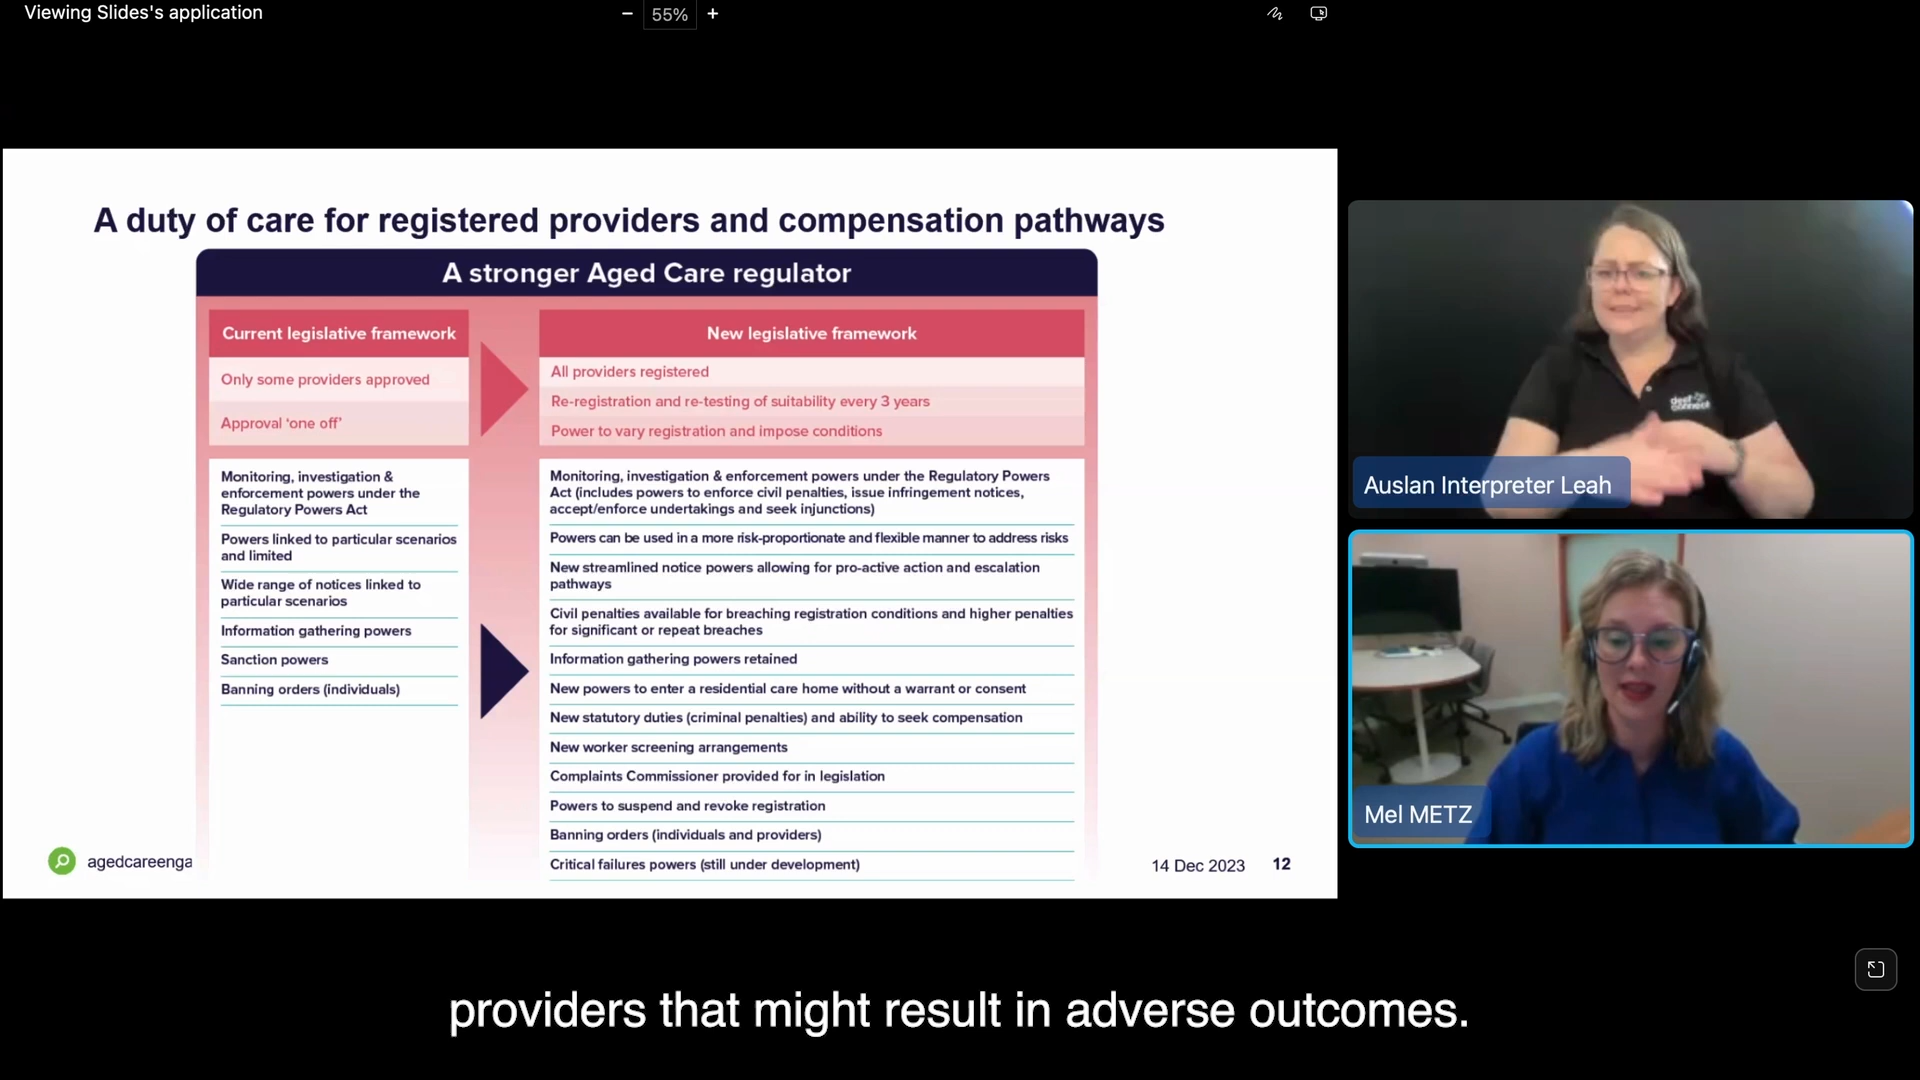 Viewing Slides's application
− 55% +
A duty of care for registered providers and compensation pathways
A stronger Aged Care regulator
Current legislative framework
Only some providers approved
Approval ‘one off’
Monitoring, investigation &
enforcement powers under the
Regulatory Powers Act
Powers linked to particular scenarios
and limited
Wide range of notices linked to
particular scenarios
Information gathering powers
Sanction powers
Banning orders (individuals)
New legislative framework
All providers registered
Re-registration and re-testing of suitability every 3 years
Power to vary registration and impose conditions
Monitoring, investigation & enforcement powers under the Regulatory Powers
Act (includes powers to enforce civil penalties, issue infringement notices,
accept/enforce undertakings and seek injunctions)
Powers can be used in a more risk-proportionate and flexible manner to address risks
New streamlined notice powers allowing for pro-active action and escalation
pathways
Civil penalties available for breaching registration conditions and higher penalties
for significant or repeat breaches
Information gathering powers retained
New powers to enter a residential care home without a warrant or consent
New statutory duties (criminal penalties) and ability to seek compensation
New worker screening arrangements
Complaints Commissioner provided for in legislation
Powers to suspend and revoke registration
Banning orders (individuals and providers)
Critical failures powers (still under development)
agedcareenga
14 Dec 2023 12
deaf
connect
Auslan Interpreter Leah
Mel METZ
providers that might result in adverse outcomes.